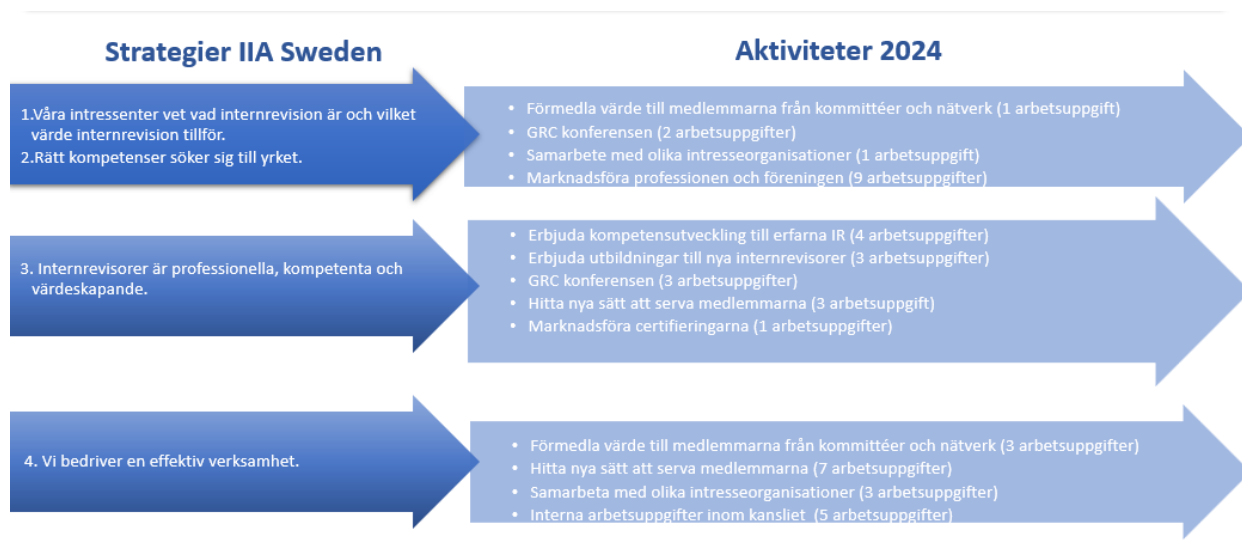 Strategier IIA Sweden
Aktiviteter 2024
1.Våra intressenter vet vad internrevision är och vilket
värde internrevision tillför.
2.Rätt kompetenser söker sig till yrket.
• Förmedla värde till medlemmarna från kommittéer och nätverk (1 arbetsuppgift)
• GRC konferensen (2 arbetsuppgifter)
• Samarbete med olika intresseorganisationer (1 arbetsuppgift)
• Marknadsföra professionen och föreningen (9 arbetsuppgifter)
3. Internrevisorer är professionella, kompetenta och
värdeskapande.
• Erbjuda kompetensutveckling till erfarna IR (4 arbetsuppgifter)
• Erbjuda utbildningar till nya internrevisorer (3 arbetsuppgifter)
• GRC konferensen (3 arbetsuppgifter)
• Hitta nya sätt att serva medlemmarna (3 arbetsuppgift)
• Marknadsföra certifieringarna (1 arbetsuppgifter)
4. Vi bedriver en effektiv verksamhet.
• Förmedla värde till medlemmarna från kommittéer och nätverk (3 arbetsuppgifter)
• Hitta nya sätt att serva medlemmarna (7 arbetsuppgifter)
• Samarbeta med olika intresseorganisationer (3 arbetsuppgifter)
• Interna arbetsuppgifter inom kansliet (5 arbetsuppgifter)